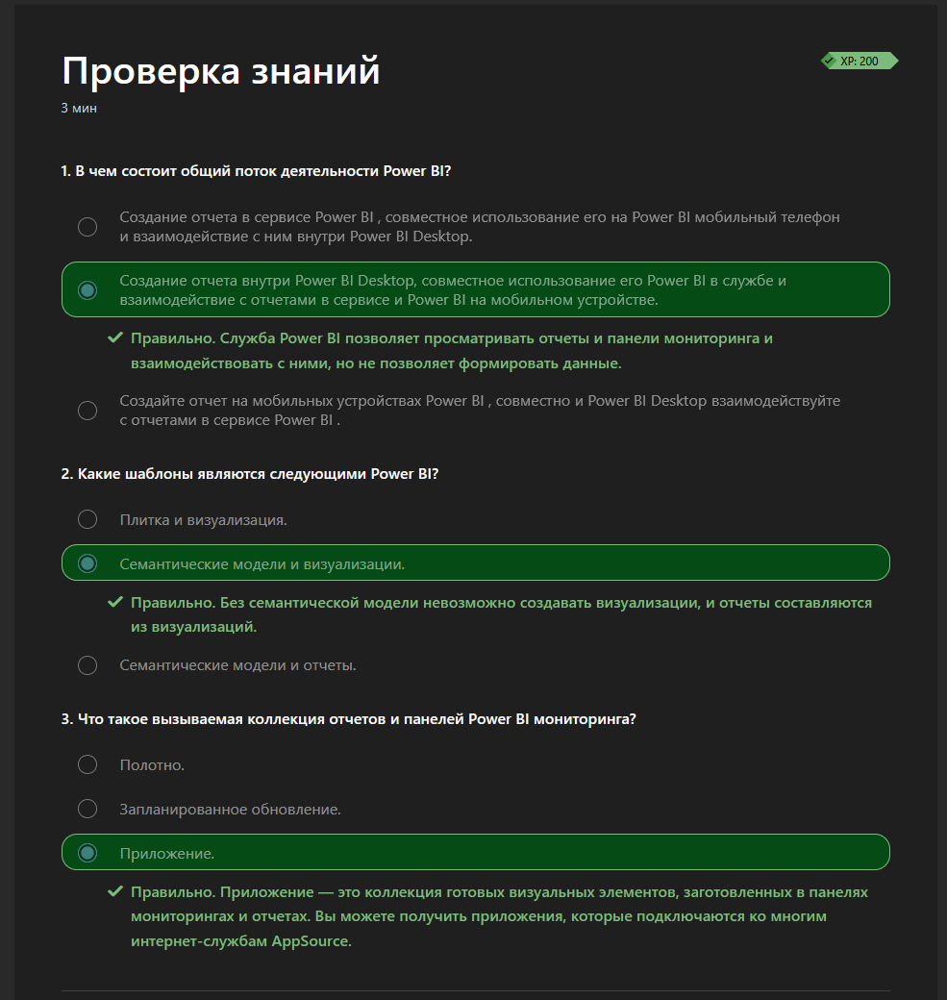 Проверка знаний
XP: 200
3 мин
1. В чем состоит общий поток деятельности Power BI?
Создание отчета в сервисе Power BI , совместное использование его на Power BI мобильный телефон
и взаимодействие с ним внутри Power BI Desktop.
Создание отчета внутри Power BI Desktop, совместное использование его Power BI в службе и
взаимодействие с отчетами в сервисе и Power BI на мобильном устройстве.
Правильно. Служба Power BI позволяет просматривать отчеты и панели мониторинга и
взаимодействовать с ними, но не позволяет формировать данные.
Создайте отчет на мобильных устройствах Power BI , совместно и Power BI Desktop взаимодействуйте
с отчетами в сервисе Power BI .
2. Какие шаблоны являются следующими Power BI?
Плитка и визуализация.
Семантические модели и визуализации.
Правильно. Без семантической модели невозможно создавать визуализации, и отчеты составляются
из визуализаций.
Семантические модели и отчеты.
3. Что такое вызываемая коллекция отчетов и панелей Power BI мониторинга?
Полотно.
Запланированное обновление.
Приложение.
Правильно. Приложение — это коллекция готовых визуальных элементов, заготовленных в панелях
мониторингах и отчетах. Вы можете получить приложения, которые подключаются ко многим
интернет-службам AppSource.